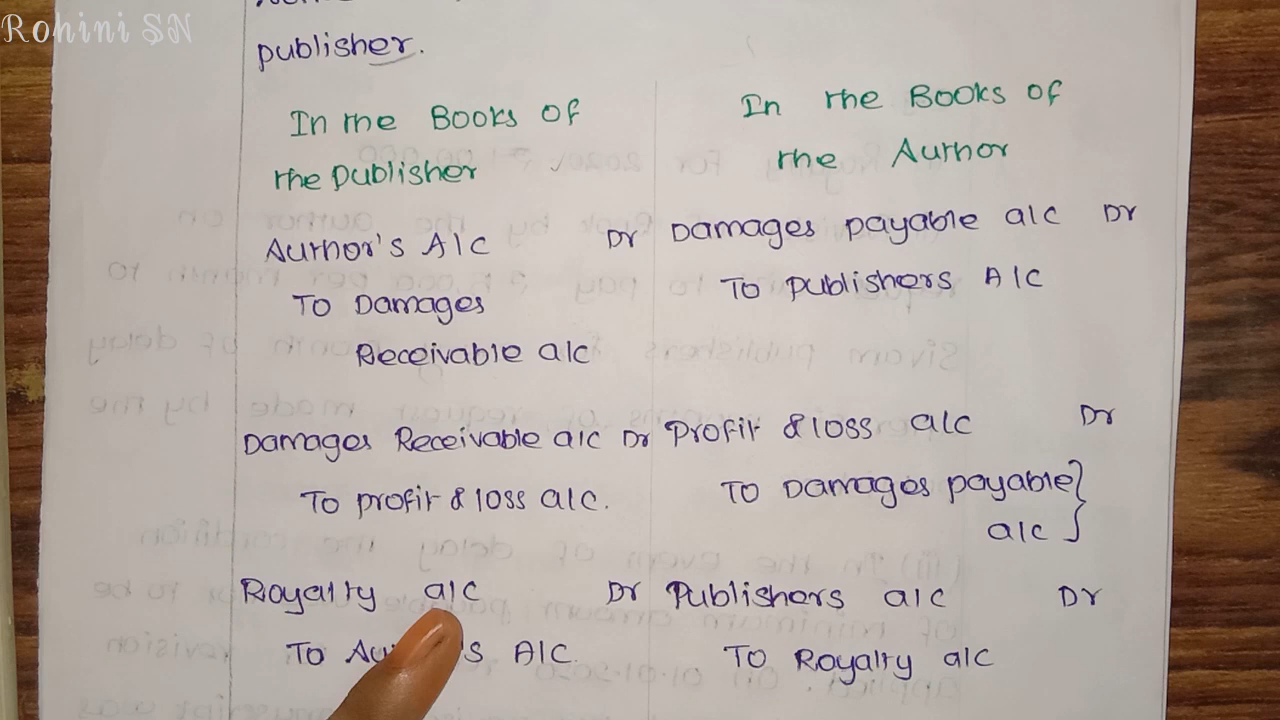 Rohini SN
publisher.
In the Books of
the Publisher
Author's A/c Dr
To Damages
Receivable a/c
Damages Receivable a/c Dr
To profit & loss a/c.
Royalty a/c Dr
To A/c
In the Books of
the Author
Damages payable a/c Dr
To publishers A/c
Profit & loss a/c Dr
To Damages payable
a/c
Publishers a/c Dr
To Royalty a/c